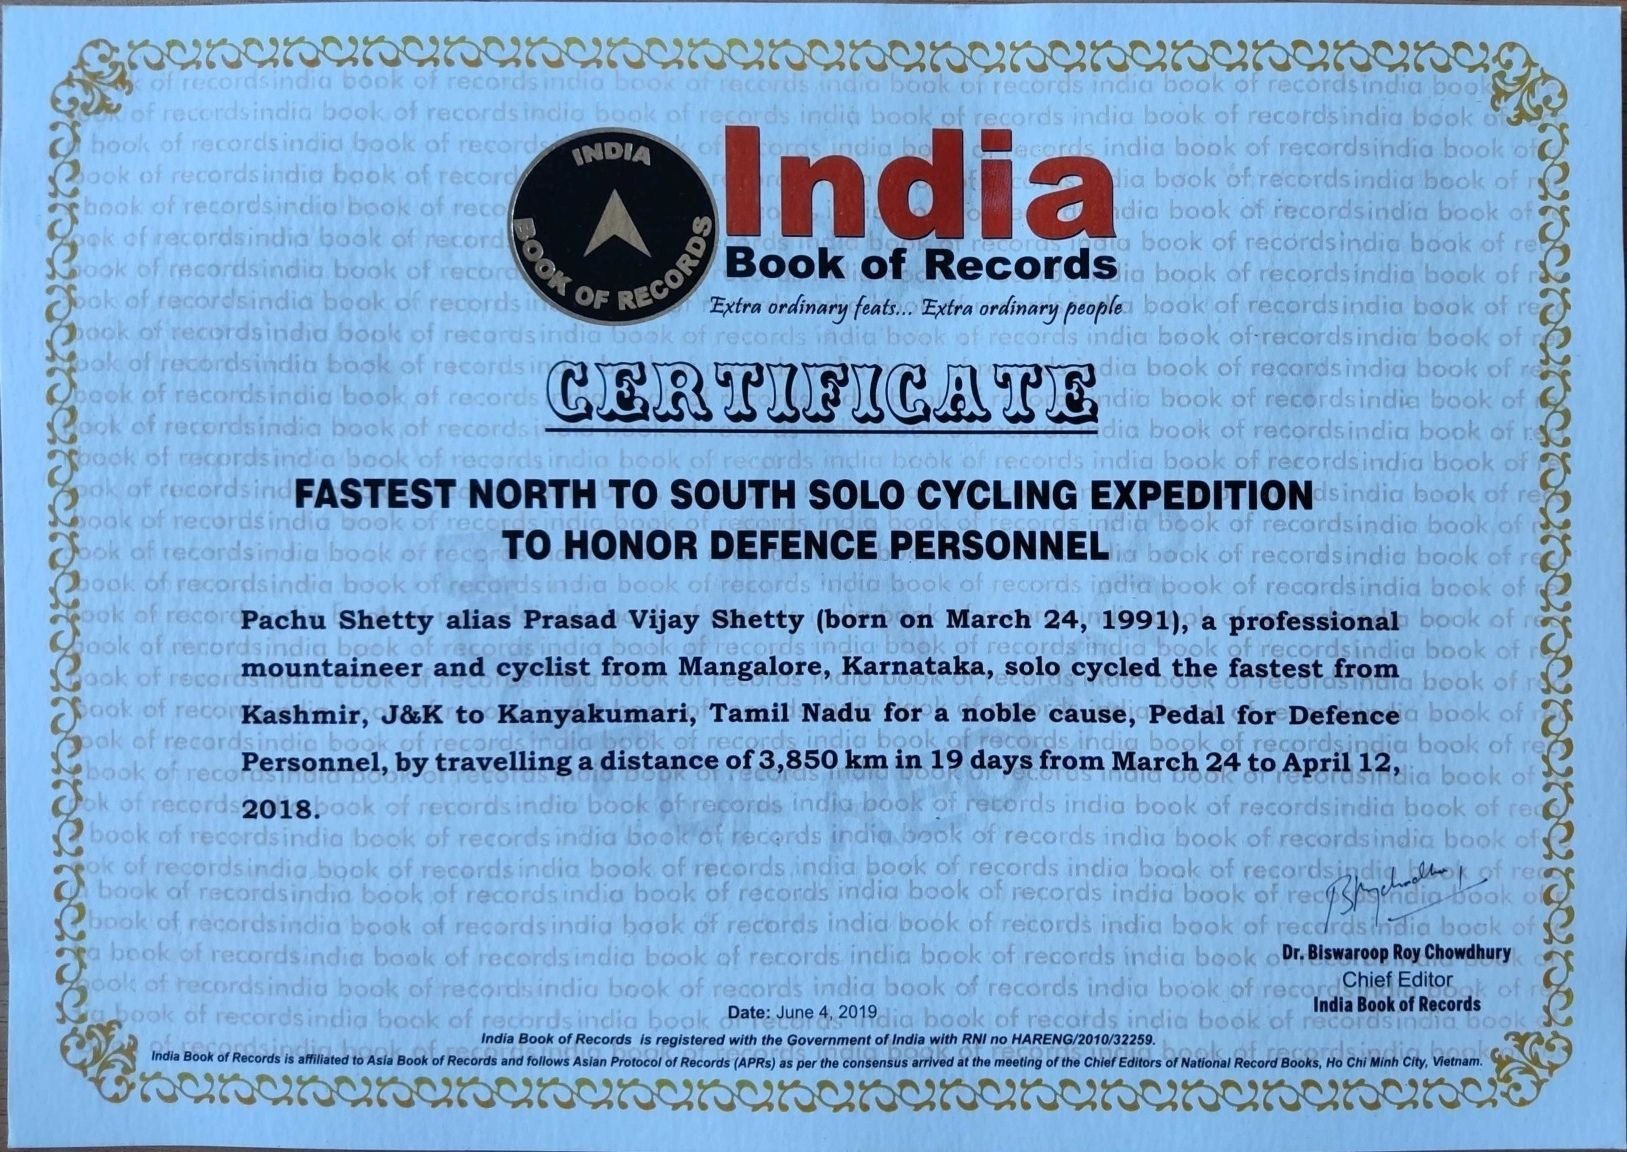 INDIA
BOOK OF RECORDS
India
Book of Records
Extra ordinary feats... Extra ordinary people
CERTIFICATE
FASTEST NORTH TO SOUTH SOLO CYCLING EXPEDITION
TO HONOR DEFENCE PERSONNEL
Pachu Shetty alias Prasad Vijay Shetty (born on March 24, 1991), a professional
mountaineer and cyclist from Mangalore, Karnataka, solo cycled the fastest from
Kashmir, J&K to Kanyakumari, Tamil Nadu for a noble cause, Pedal for Defence
Personnel, by travelling a distance of 3,850 km in 19 days from March 24 to April 12,
2018.
Dr. Biswaroop Roy Chowdhury
Chief Editor
India Book of Records
Date: June 4, 2019
India Book of Records is registered with the Government of India with RNI no HARENG/2010/32259.
India Book of Records is affiliated to Asia Book of Records and follows Asian Protocol of Records (APRs) as per the consensus arrived at the meeting of the Chief Editors of National Record Books, Ho Chi Minh City, Vietnam.